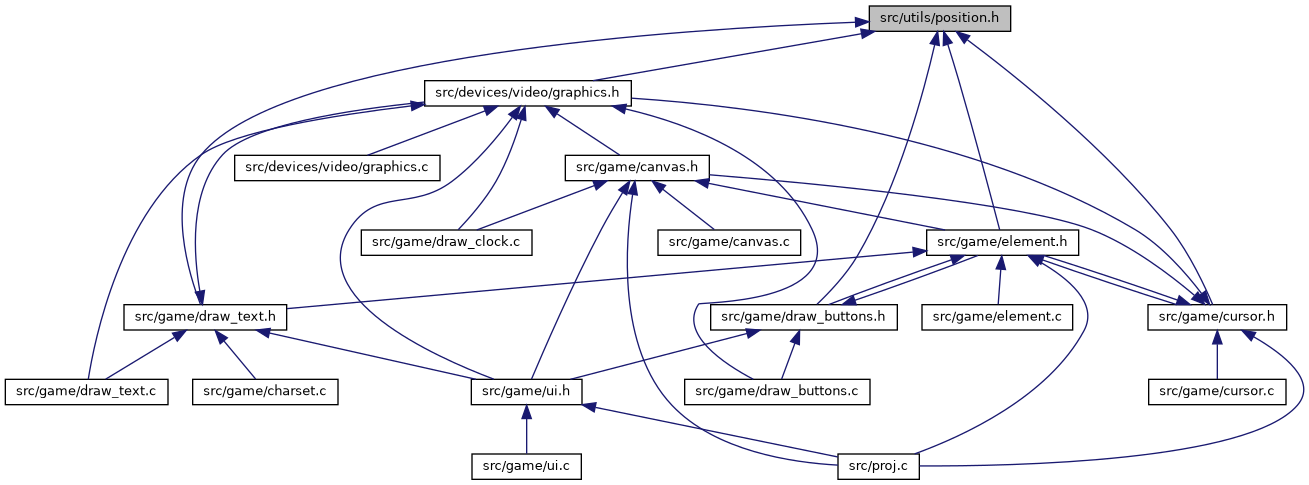 src/utils/position.h
src/devices/video/graphics.h
src/devices/video/graphics.c
src/game/canvas.h
src/game/draw_clock.c
src/game/canvas.c
src/game/element.h
src/game/draw_text.h
src/game/draw_buttons.h
src/game/element.c
src/game/cursor.h
src/game/draw_text.c
src/game/charset.c
src/game/ui.h
src/game/draw_buttons.c
src/game/cursor.c
src/game/ui.c
src/proj.c